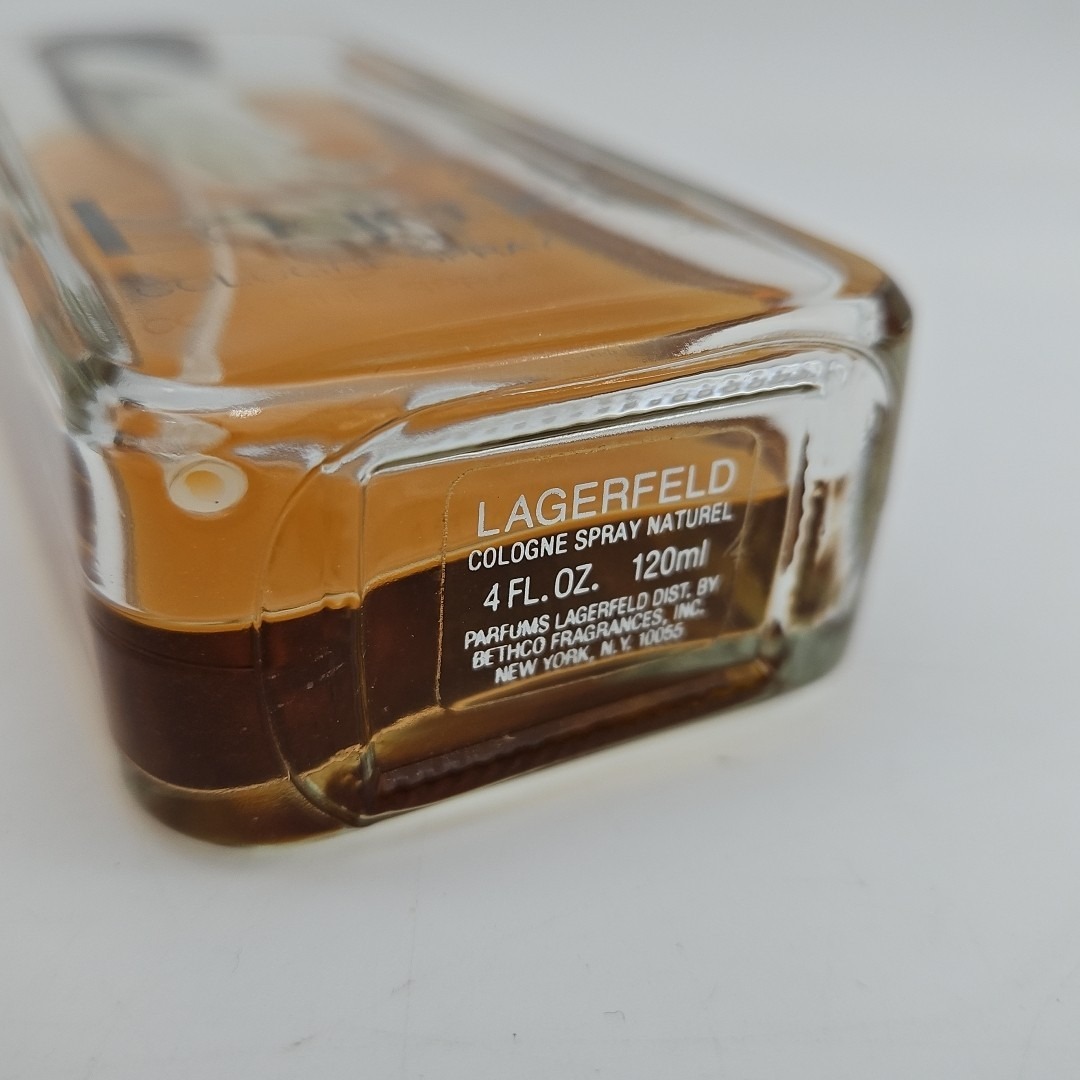 LAGERFELD
COLOGNE SPRAY NATUREL
4 FL. OZ. 120ml
PARFUMS LAGERFELD DIST. BY
BETHCO FRAGRANCES, INC.
NEW YORK, N.Y. 10055